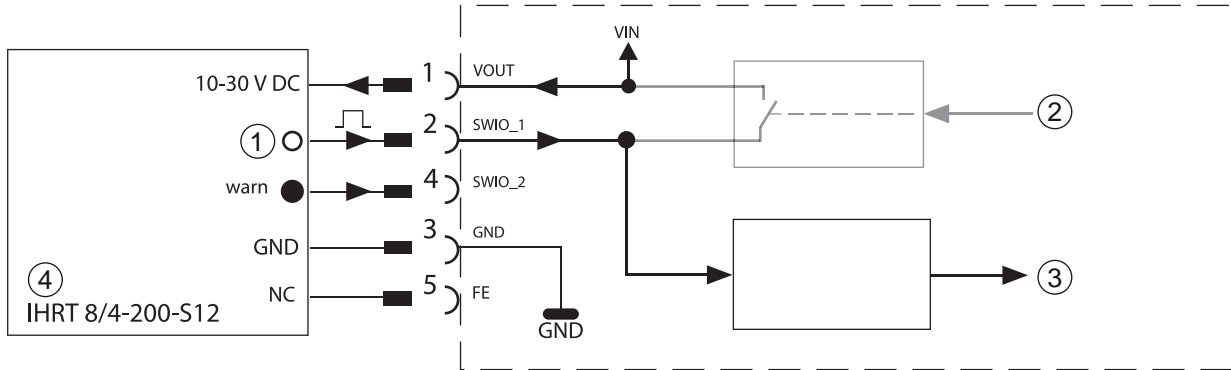 VIN
10-30 V DC
1
VOUT
1
2
SWIO_1
2
warn
4
SWIO_2
GND
3
GND
4
NC
5
FE
3
IHRT 8/4-200-S12
GND